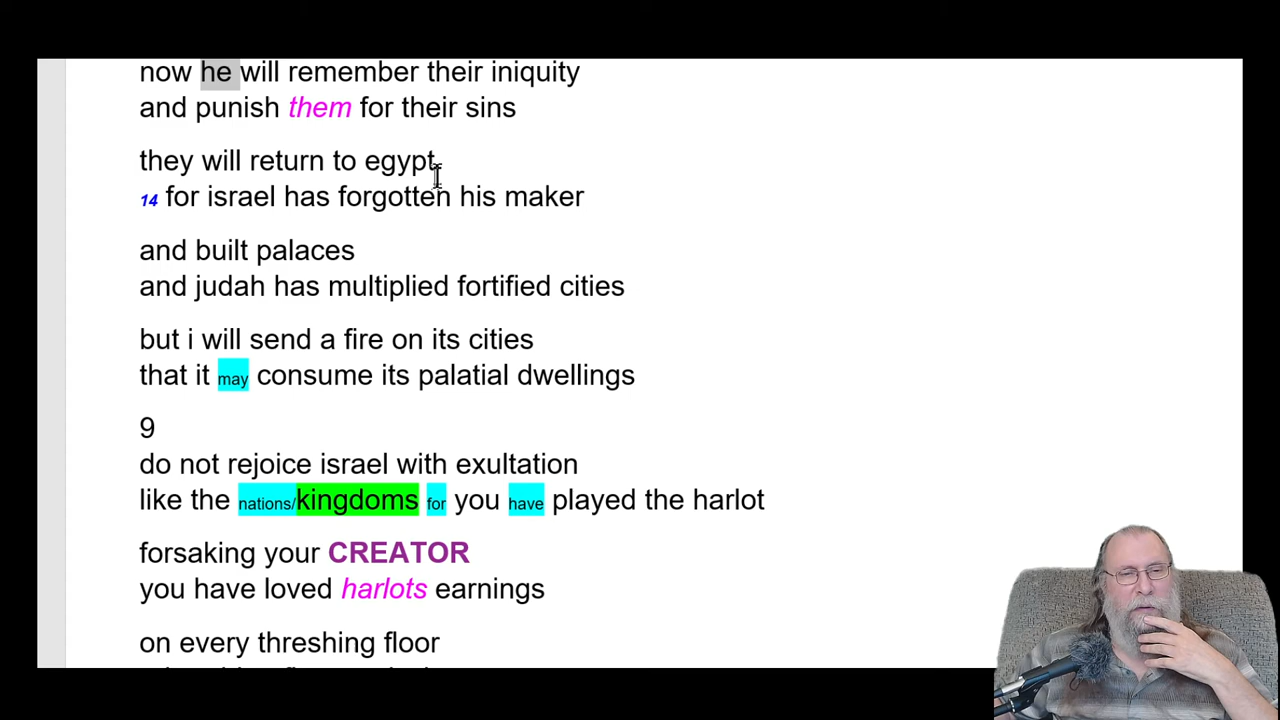 now he will remember their iniquity
and punish them for their sins
they will return to egypt
14 for israel has forgotten his maker
and built palaces
and judah has multiplied fortified cities
but i will send a fire on its cities
that it may consume its palatial dwellings
9
do not rejoice israel with exultation
like the nations/kingdoms for you have played the harlot
forsaking your CREATOR
you have loved harlots earnings
on every threshing floor